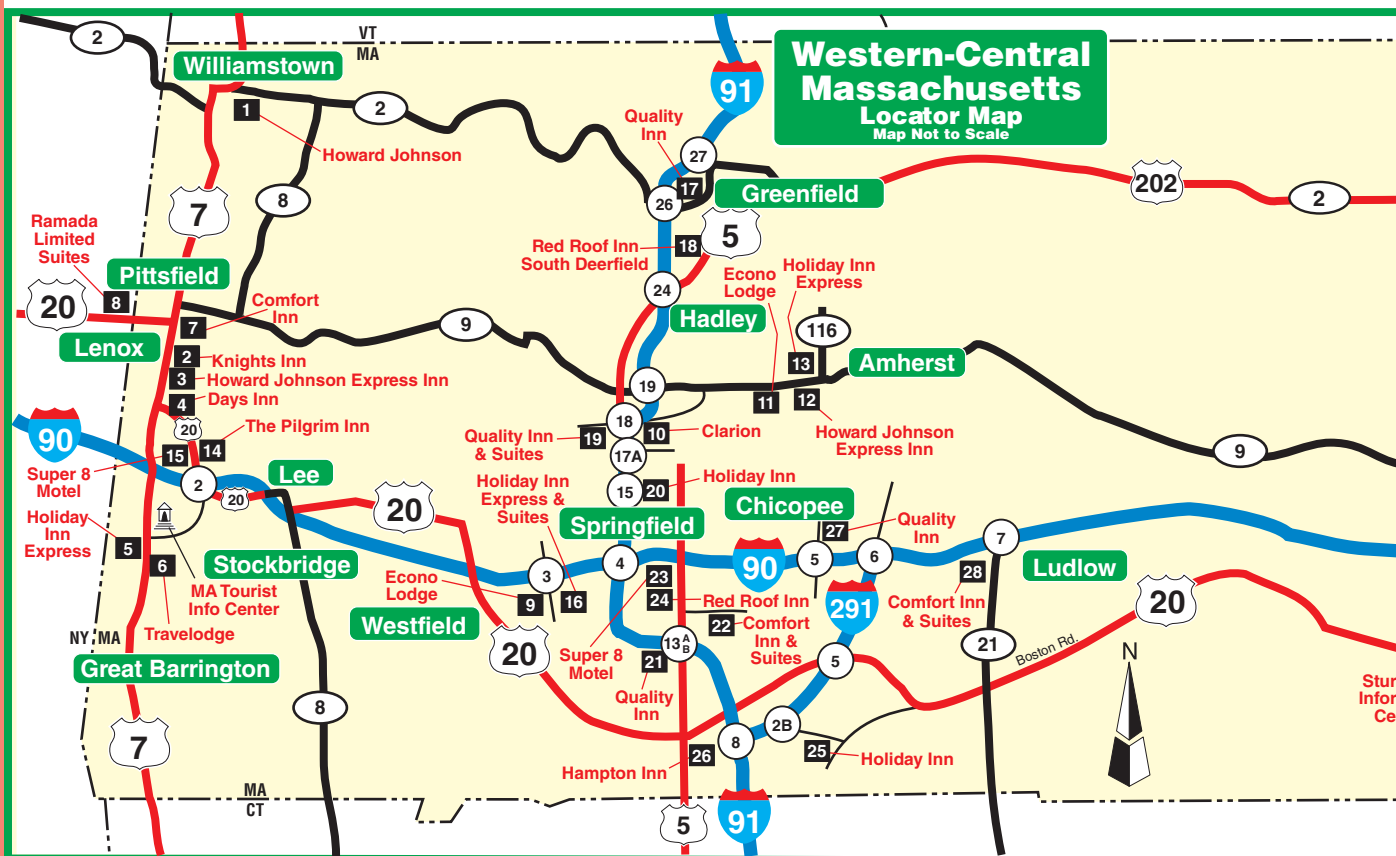 VT
MA
2
Williamstown
91
Western-Central
Massachusetts
Locator Map
Map Not to Scale
1
2
Howard Johnson
Quality
Inn
27
17
Greenfield
202
2
8
7
26
5
Ramada
Limited
Suites
Red Roof Inn
South Deerfield
18
Pittsfield
8
20
24
Econo
Lodge
Holiday Inn
Express
Comfort
Inn
7
9
Hadley
116
Lenox
2
Knights Inn
3
Howard Johnson Express Inn
4
Days Inn
13
Amherst
19
11
12
20
The Pilgrim Inn
90
15
14
18
10
Clarion
Quality Inn
& Suites
19
Howard Johnson
Express Inn
9
17A
Super 8
Motel
2
Lee
20
Holiday Inn
Express &
Suites
15
20
Holiday Inn
Holiday
Inn
Express
5
20
Springfield
Chicopee
27
Quality
Inn
6
Stockbridge
MA Tourist
Info Center
Travelodge
3
4
90
5
6
7
Ludlow
Econo
Lodge
9
16
23
24
Red Roof Inn
22
Comfort
Inn &
Suites
291
28
Comfort Inn
& Suites
20
Westfield
20
Super 8
Motel
13 A
B
21
Quality
Inn
5
21
Boston Rd.
N
NY
MA
Great Barrington
8
7
2B
8
25
Holiday Inn
26
Hampton Inn
Stur
Infor
Ce
MA
CT
5
91